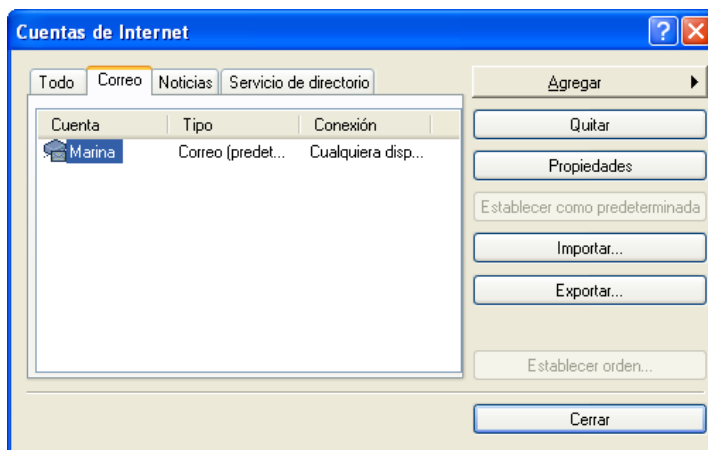 Cuentas de Internet
Todo Correo Noticias Servicio de directorio
Agregar
Cuenta Tipo Conexión
Quitar
Marina Correo (predet... Cualquiera disp...
Propiedades
Establecer como predeterminada
Importar...
Exportar...
Establecer orden...
Cerrar